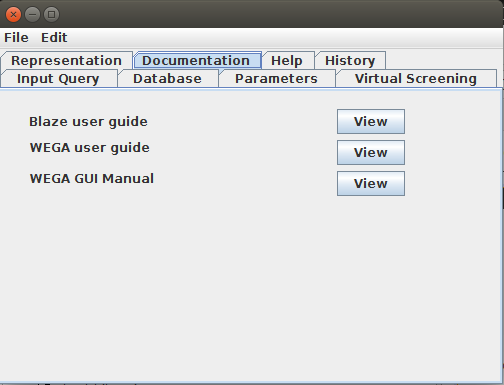 File Edit
Representation Documentation Help History
Input Query Database Parameters Virtual Screening
Blaze user guide View
WEGA user guide View
WEGA GUI Manual View